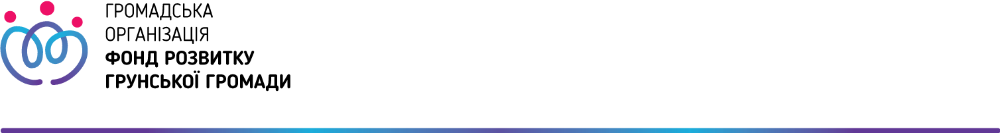 ГРОМАДСЬКА
ОРГАНІЗАЦІЯ
ФОНД РОЗВИТКУ
ГРУНСЬКОЇ ГРОМАДИ